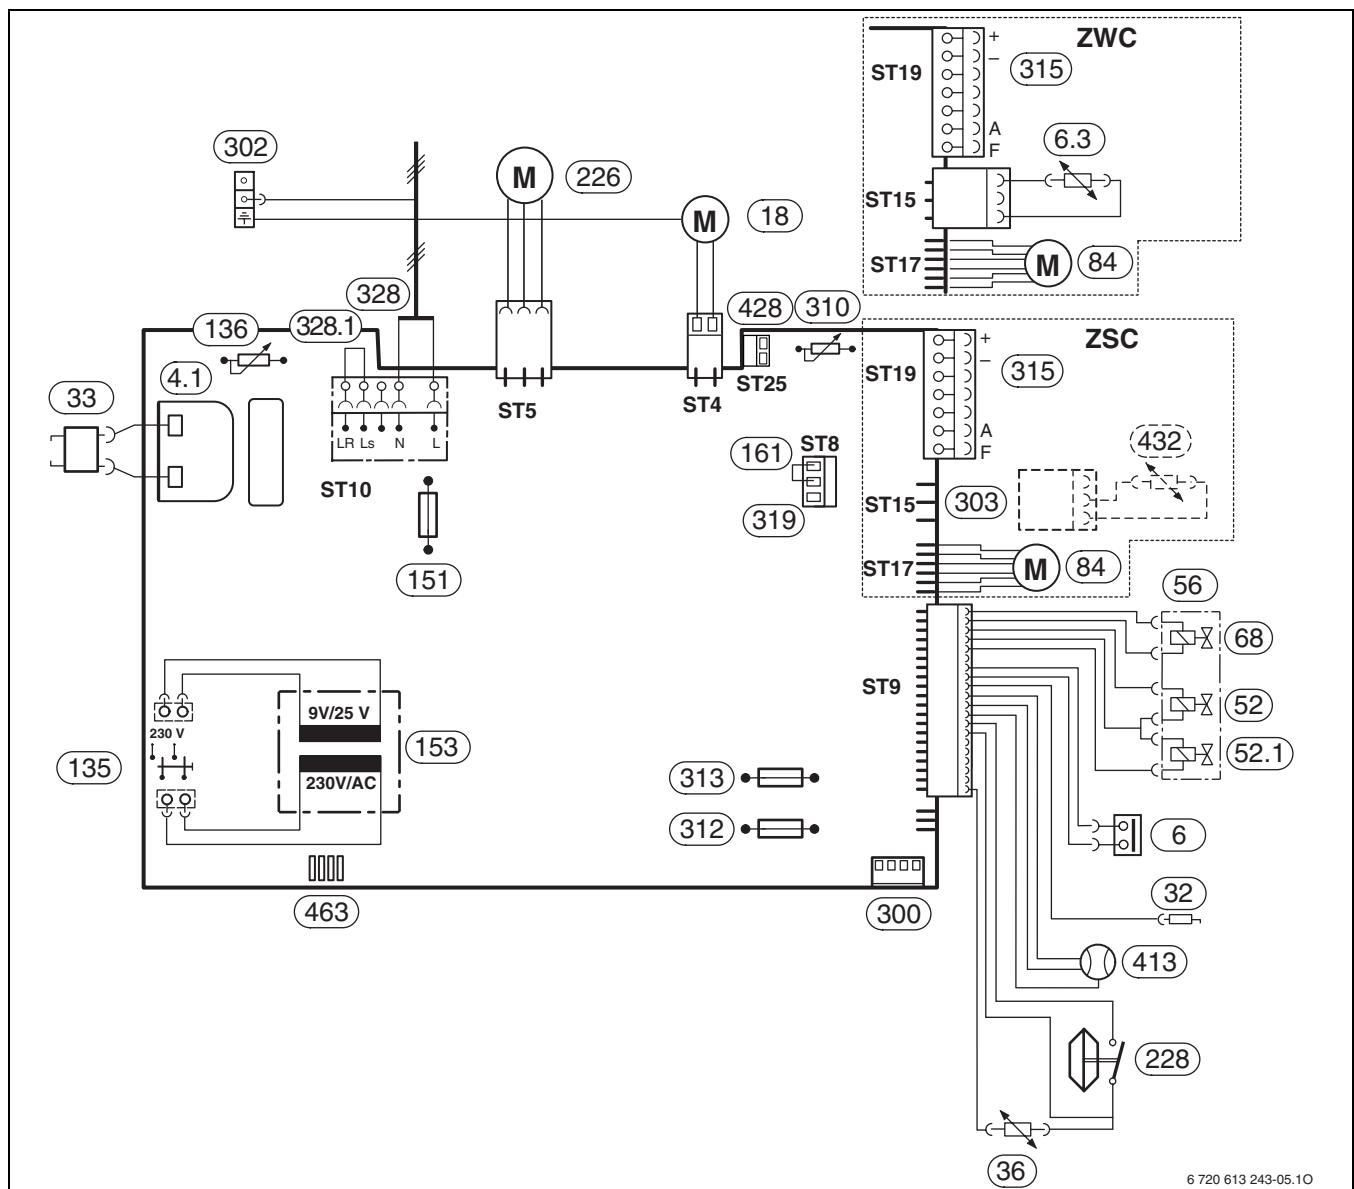 ZWC
+
ST19
–
315
A
F
6.3
ST15
ST17
M
84
302
M
226
M
18
328
428
310
136
328.1
4.1
33
ST5
ST4
ST25
LR
Ls
N
L
ST10
151
ZSC
+
ST19
–
315
A
F
432
161
ST8
319
ST15
303
ST17
M
84
56
68
ST9
52
52.1
9V/25 V
230 V
153
135
230V/AC
313
312
6
463
300
32
413
228
36
6 720 613 243-05.1O